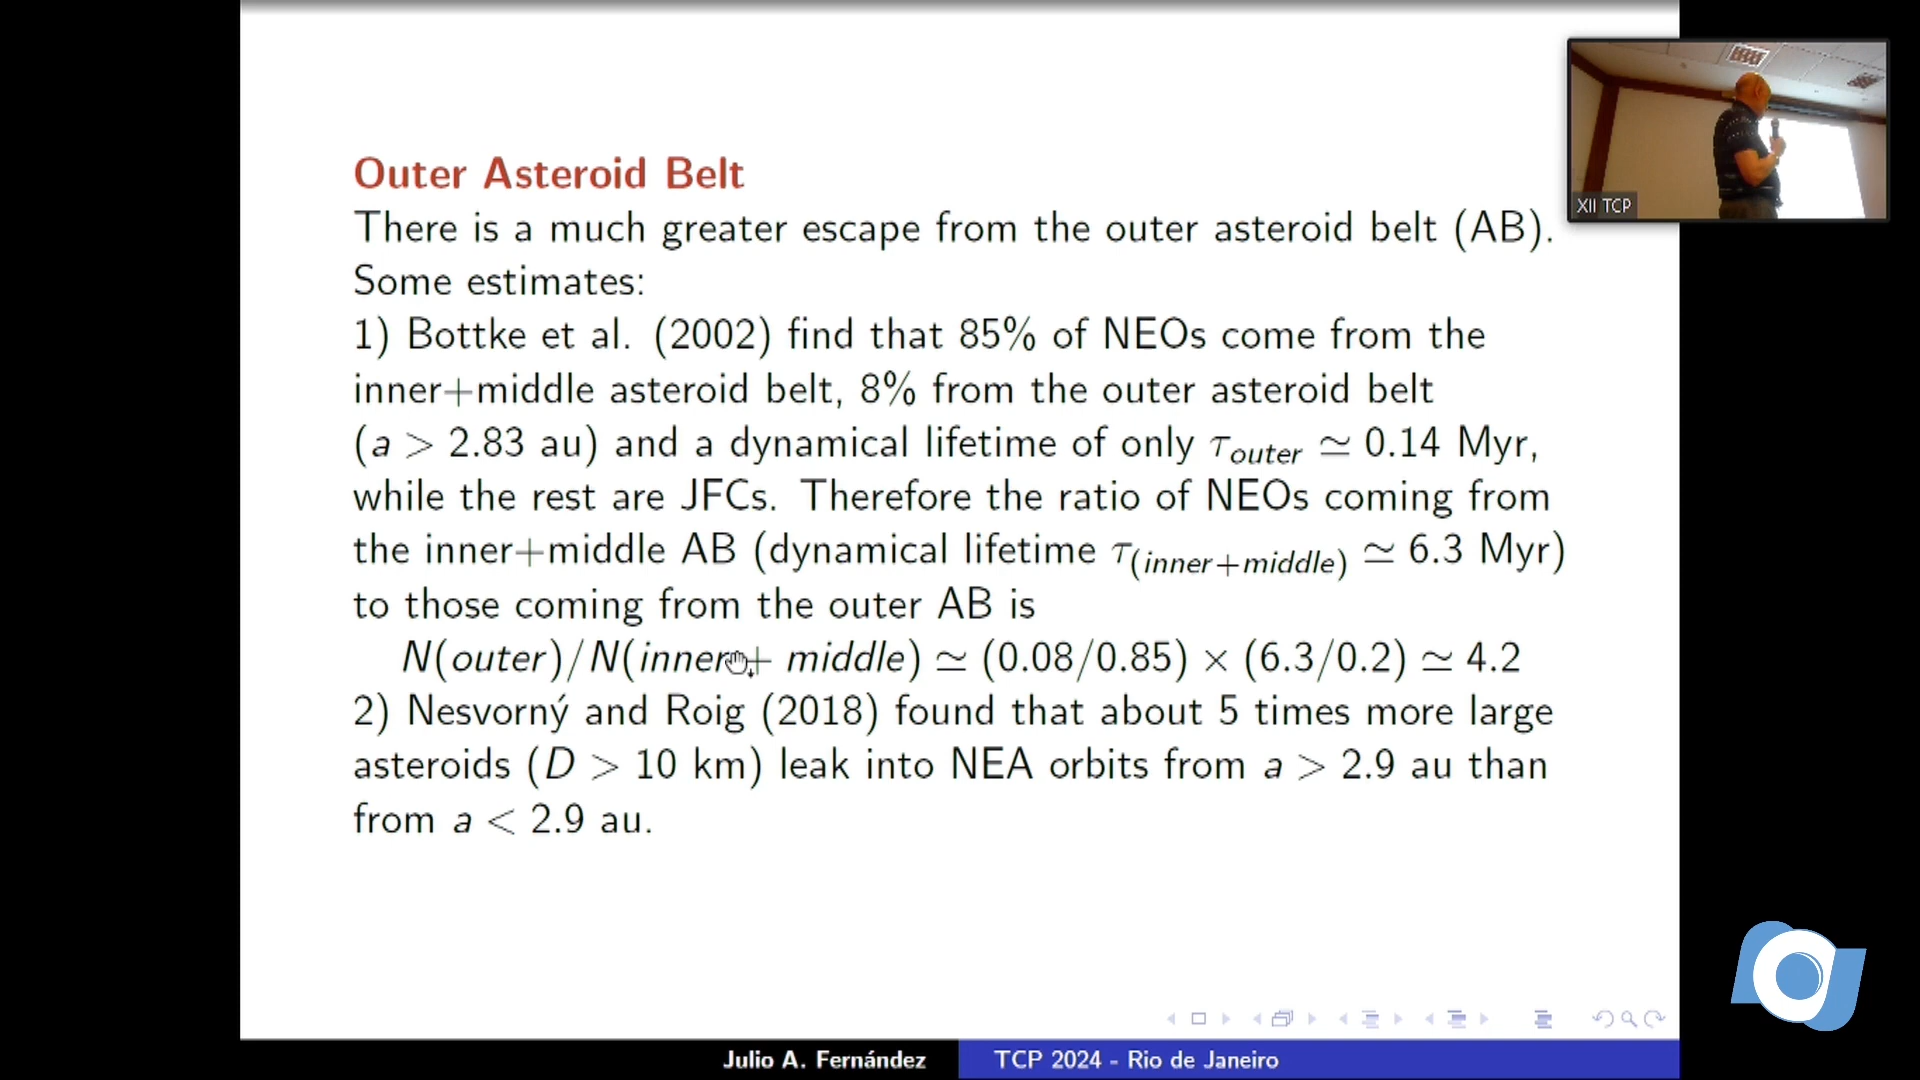 Outer Asteroid Belt
There is a much greater escape from the outer asteroid belt (AB).
Some estimates:
1) Bottke et al. (2002) find that 85% of NEOs come from the
inner+middle asteroid belt, 8% from the outer asteroid belt
(a > 2.83 au) and a dynamical lifetime of only τouter ≃ 0.14 Myr,
while the rest are JFCs. Therefore the ratio of NEOs coming from
the inner+middle AB (dynamical lifetime τ(inner+middle) ≃ 6.3 Myr)
to those coming from the outer AB is
N(outer)/N(inner + middle) ≃ (0.08/0.85) × (6.3/0.2) ≃ 4.2
2) Nesvorný and Roig (2018) found that about 5 times more large
asteroids (D > 10 km) leak into NEA orbits from a > 2.9 au than
from a < 2.9 au.
XII TCP
Julio A. Fernández
TCP 2024 - Rio de Janeiro